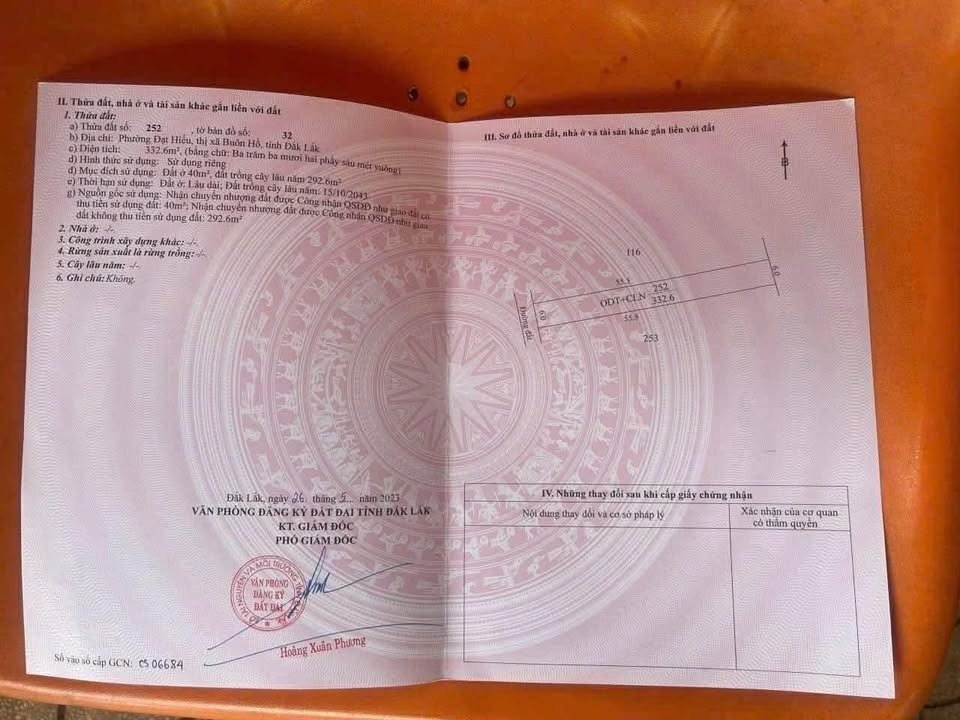 II. Thửa đất, nhà ở và tài sản khác gắn liền với đất
1. Thửa đất:
a) Thửa đất số: 252 , tờ bản đồ số: 32
b) Địa chỉ: Phường Đạt Hiếu, thị xã Buôn Hồ, tỉnh Đắk Lắk
c) Diện tích: 332.6m², (bằng chữ: Ba trăm ba mươi hai phẩy sáu mét vuông)
d) Hình thức sử dụng: Sử dụng riêng
đ) Mục đích sử dụng: Đất ở 40m², đất trồng cây lâu năm 292.6m²
e) Thời hạn sử dụng: Đất ở: Lâu dài; Đất trồng cây lâu năm: 15/10/2043
g) Nguồn gốc sử dụng: Nhận chuyển nhượng đất được Công nhận QSDĐ như giao đất có
thu tiền sử dụng đất: 40m²; Nhận chuyển nhượng đất được Công nhận QSDĐ như giao
đất không thu tiền sử dụng đất: 292.6m²
2. Nhà ở: -/-
3. Công trình xây dựng khác: -/-
4. Rừng sản xuất là rừng trồng: -/-
5. Cây lâu năm: -/-
6. Ghi chú: Không.
Đăk Lăk, ngày 26 tháng 5 năm 2023
VĂN PHÒNG ĐĂNG KÝ ĐẤT ĐAI TỈNH ĐẮK LẮK
KT. GIÁM ĐỐC
PHÓ GIÁM ĐỐC
VĂN PHÒNG
ĐĂNG KÝ
ĐẤT ĐAI
Hoàng Xuân Phương
Số vào sổ cấp GCN: CS 06684
III. Sơ đồ thửa đất, nhà ở và tài sản khác gắn liền với đất
B
116
55.5
6.0
ODT+CLN 252
332.6
6.0
Đường đất
55.5
253
IV. Những thay đổi sau khi cấp giấy chứng nhận
Nội dung thay đổi và cơ sở pháp lý
Xác nhận của cơ quan
có thẩm quyền